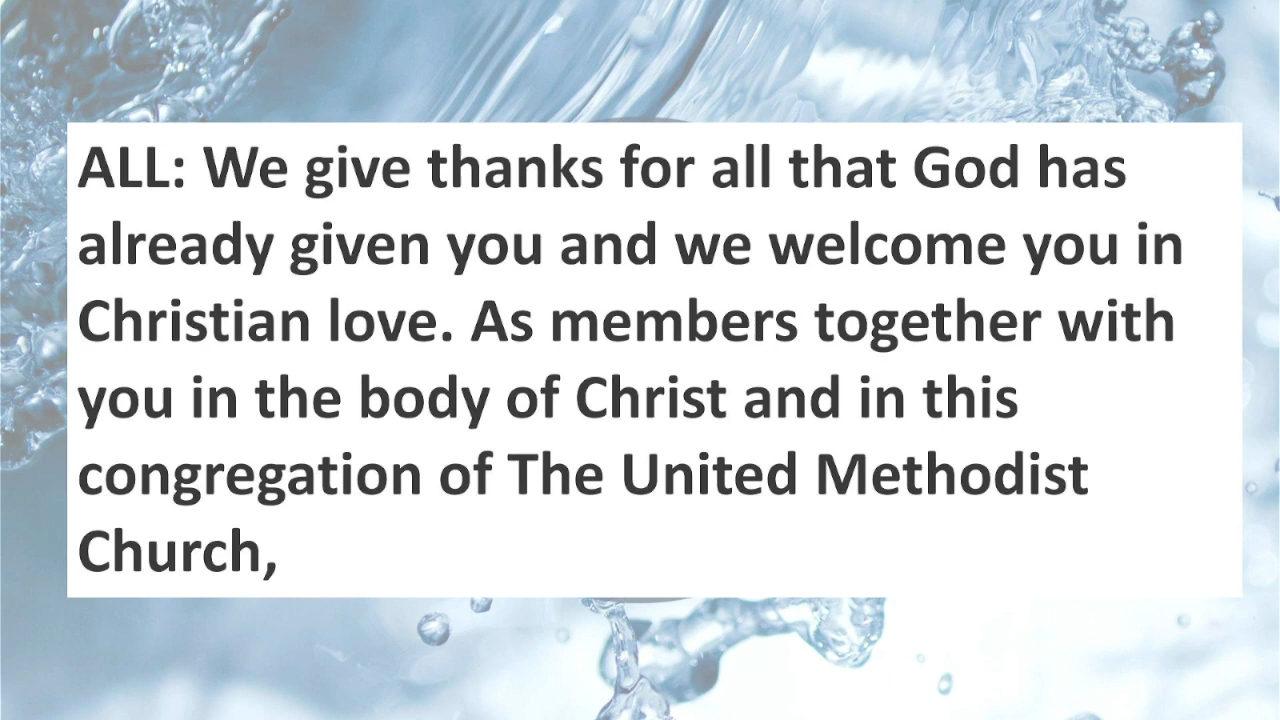 ALL: We give thanks for all that God has
already given you and we welcome you in
Christian love. As members together with
you in the body of Christ and in this
congregation of The United Methodist
Church,